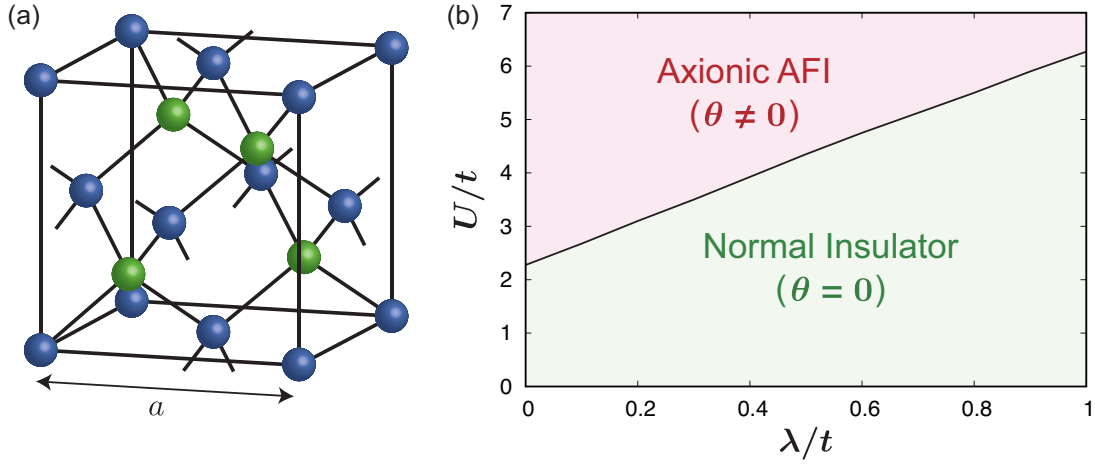 (a)
a
(b)
7
6
5
4
3
2
1
0
U/t
Axionic AFI
(θ ≠ 0)
Normal Insulator
(θ = 0)
0 0.2 0.4 0.6 0.8 1
λ/t